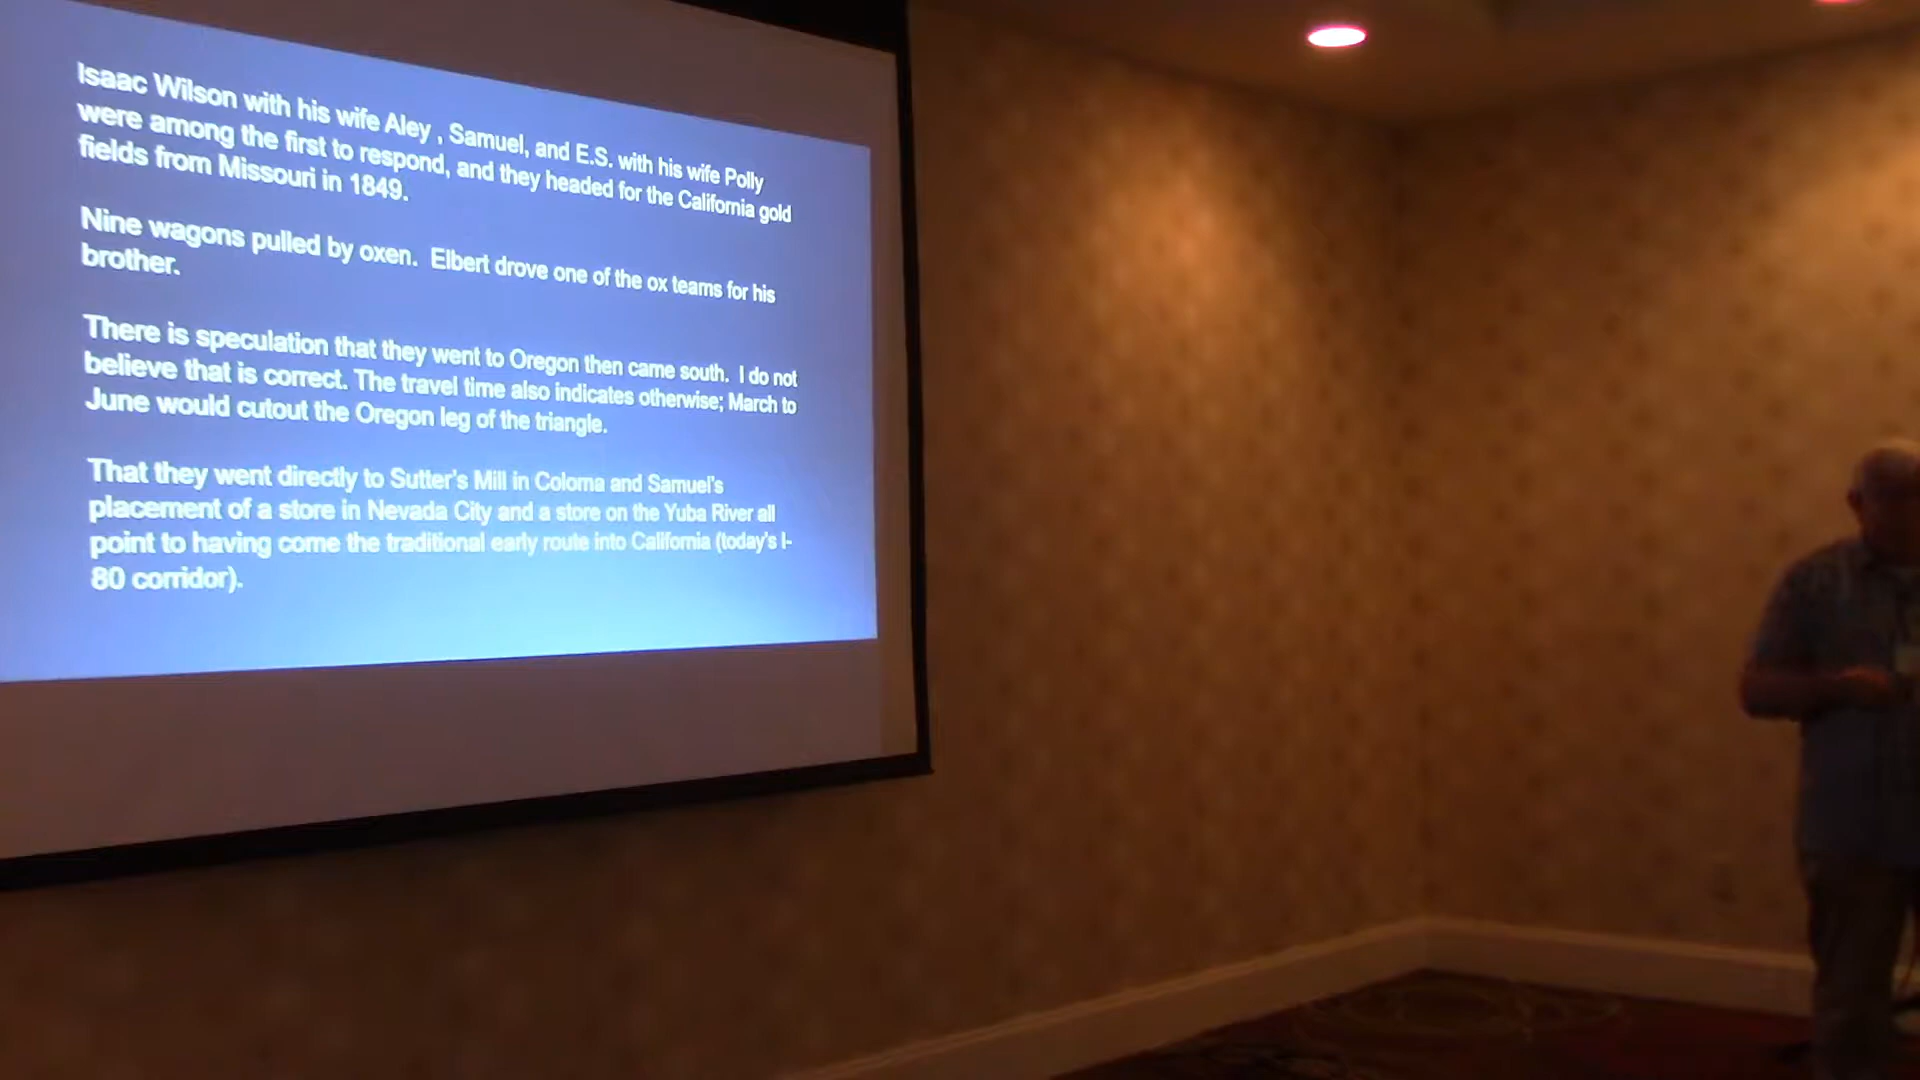 Isaac Wilson with his wife Aley , Samuel, and E.S. with his wife Polly
were among the first to respond, and they headed for the California gold
fields from Missouri in 1849.
Nine wagons pulled by oxen. Elbert drove one of the ox teams for his
brother.
There is speculation that they went to Oregon then came south. I do not
believe that is correct. The travel time also indicates otherwise; March to
June would cutout the Oregon leg of the triangle.
That they went directly to Sutter's Mill in Coloma and Samuel's
placement of a store in Nevada City and a store on the Yuba River all
point to having come the traditional early route into California (today's I-
80 corridor).